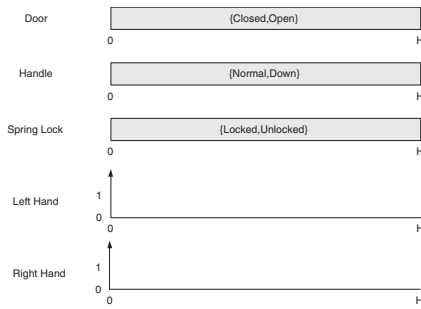 Door
{Closed,Open}
0 H
Handle
{Normal,Down}
0 H
Spring Lock
{Locked,Unlocked}
0 H
Left Hand
1
0
0 H
Right Hand
1
0
0 H